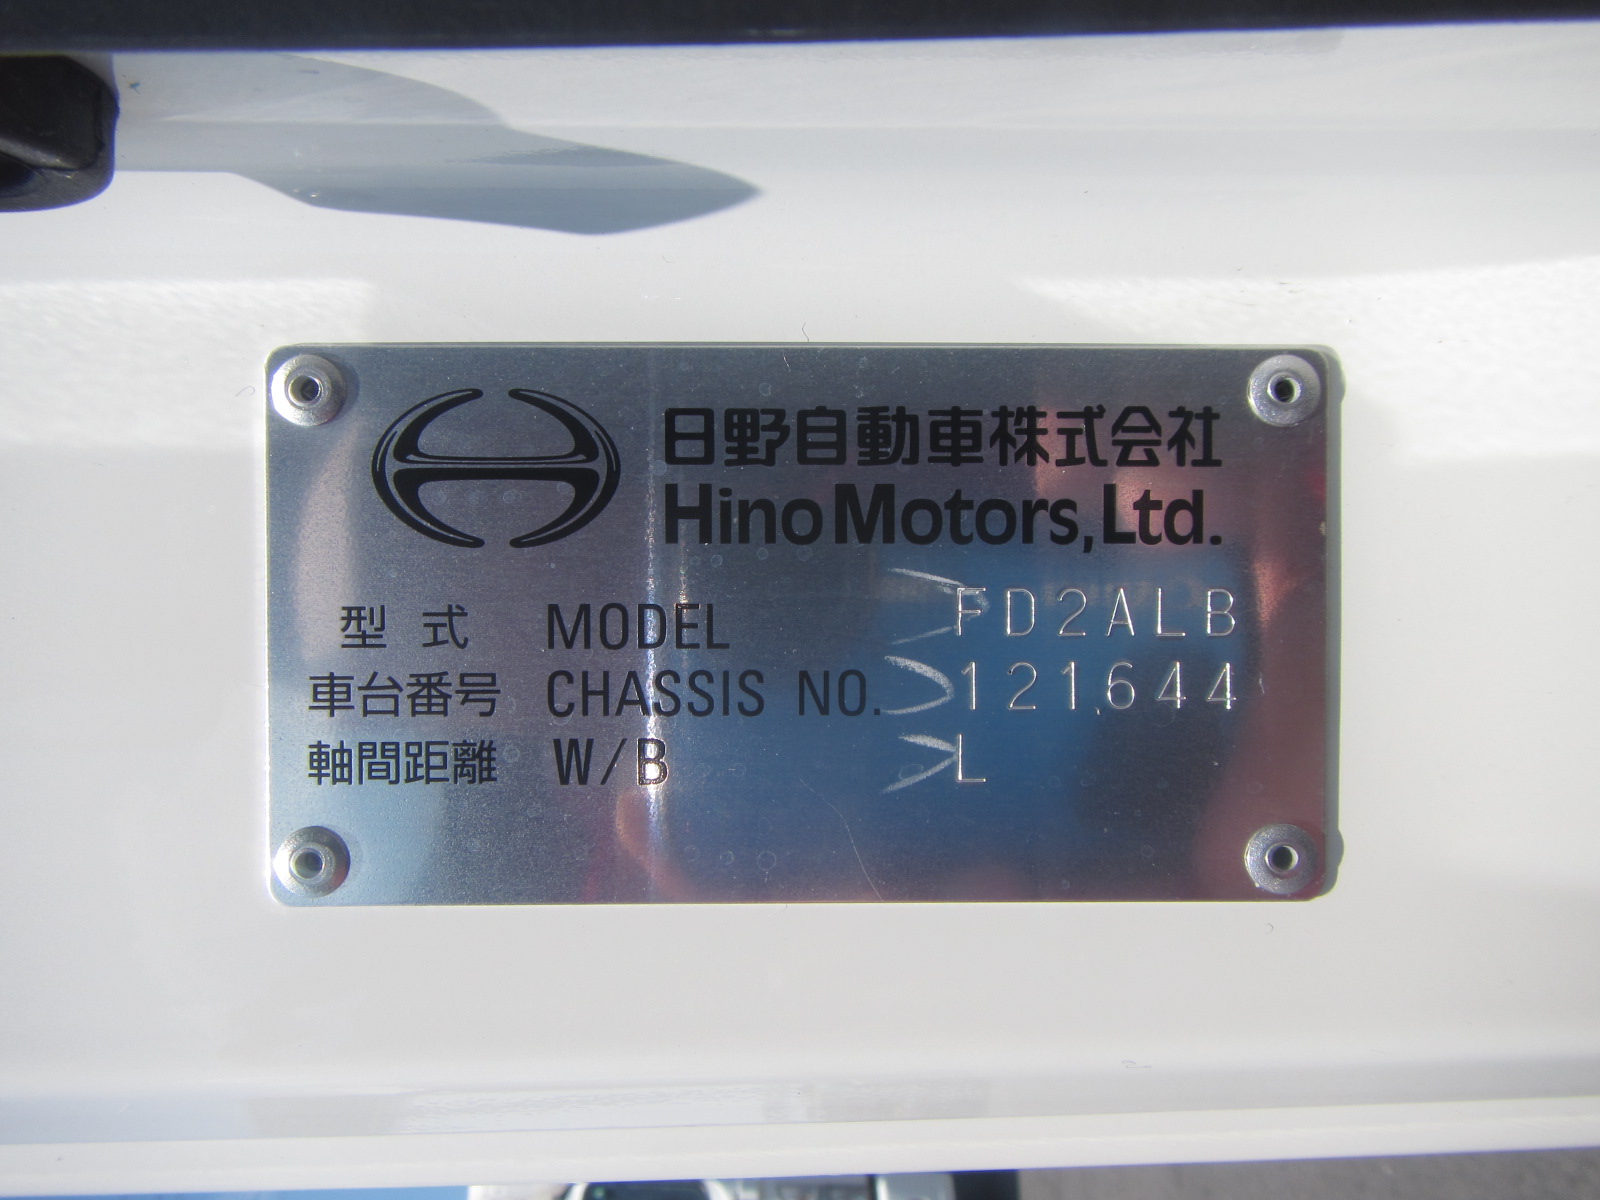 日野自動車株式会社
Hino Motors, Ltd.
型式 MODEL FD2ALB
車台番号 CHASSIS NO. 121644
軸間距離 W/B L